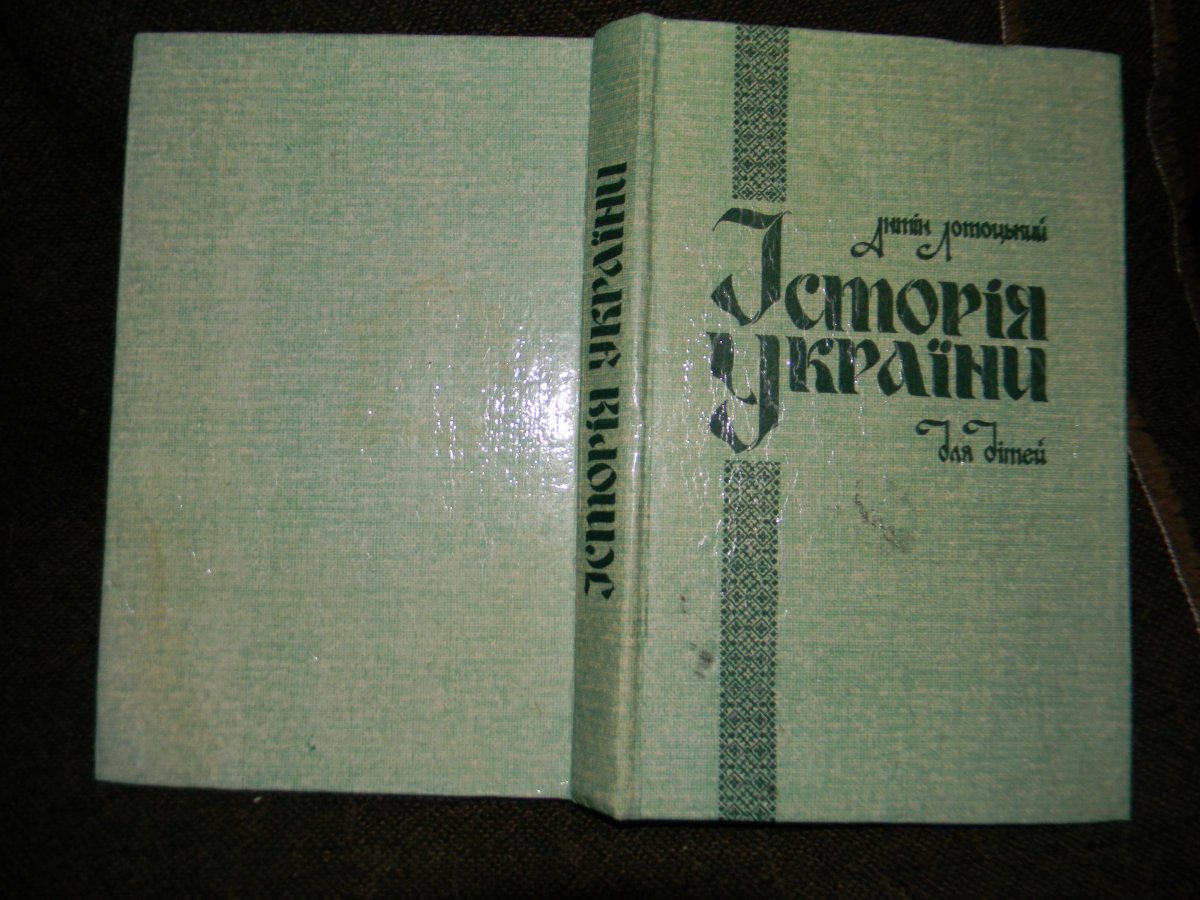 Історія України
Антін Лотоцький
Історія
України
для дітей